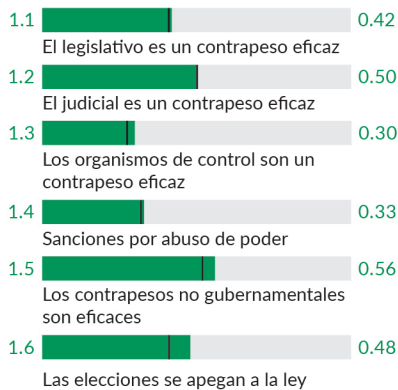 1.1 0.42
El legislativo es un contrapeso eficaz
1.2 0.50
El judicial es un contrapeso eficaz
1.3 0.30
Los organismos de control son un
contrapeso eficaz
1.4 0.33
Sanciones por abuso de poder
1.5 0.56
Los contrapesos no gubernamentales
son eficaces
1.6 0.48
Las elecciones se apegan a la ley